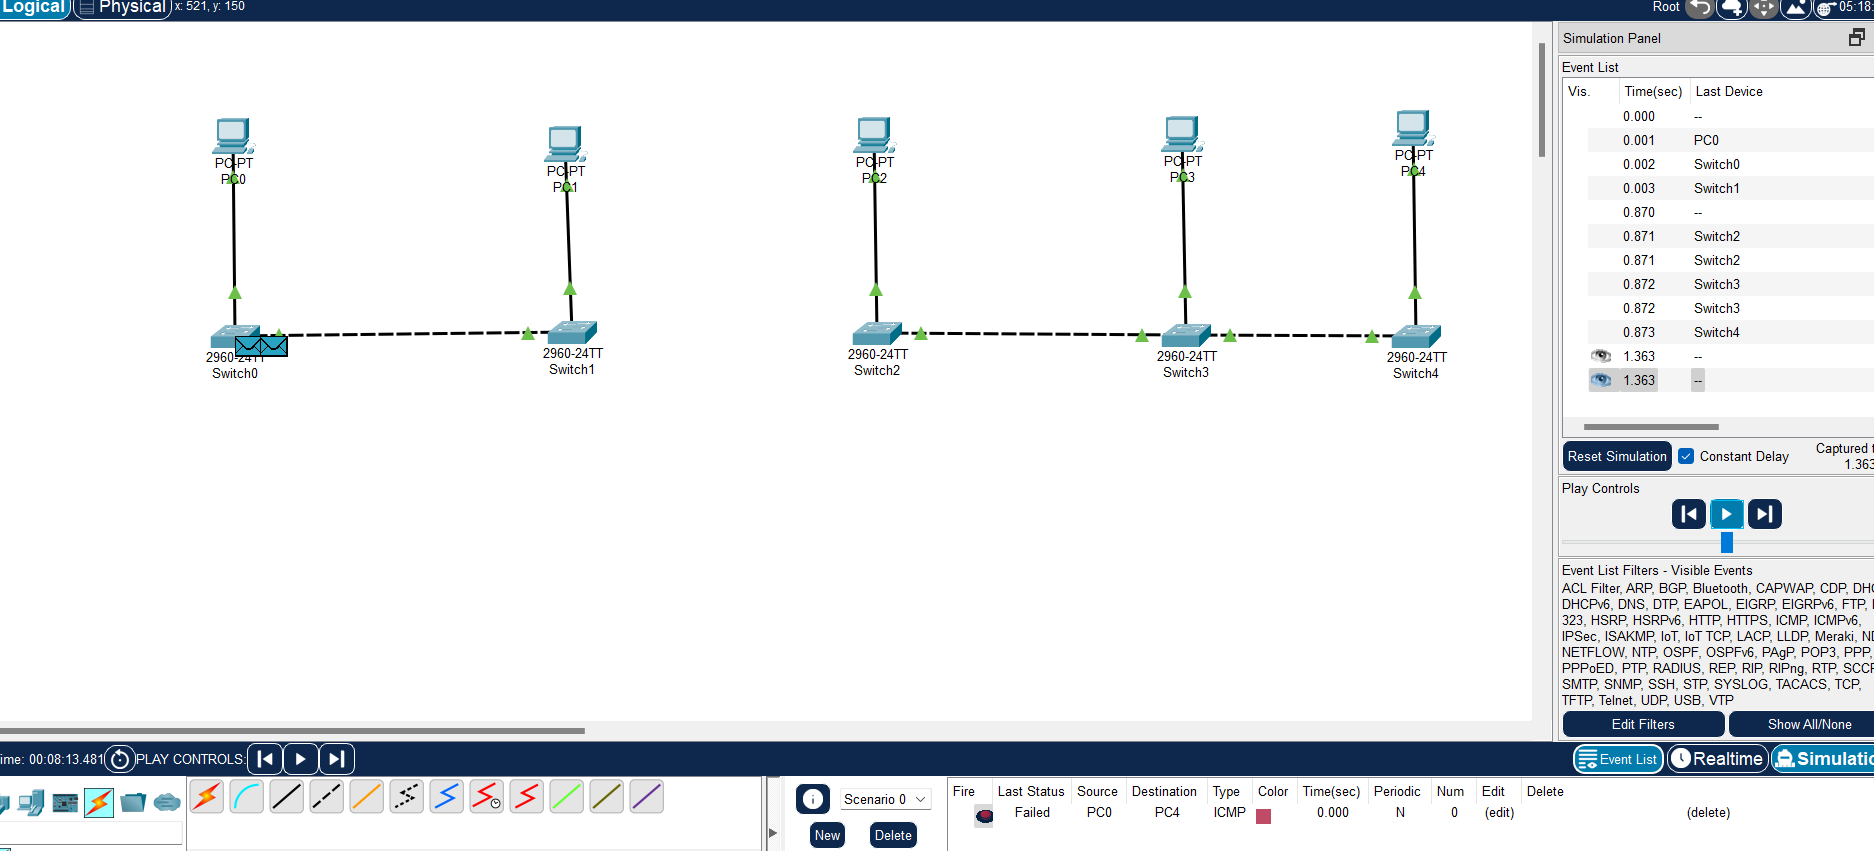 Logical Physical x: 521, y: 150
Root 05:18:
PC-PT
PC0
PC-PT
PC1
PC-PT
PC2
PC-PT
PC3
PC-PT
PC4
2960-24TT
Switch0
2960-24TT
Switch1
2960-24TT
Switch2
2960-24TT
Switch3
2960-24TT
Switch4
Simulation Panel
Event List
Vis. Time(sec) Last Device
0.000 --
0.001 PC0
0.002 Switch0
0.003 Switch1
0.870 --
0.871 Switch2
0.871 Switch2
0.872 Switch3
0.872 Switch3
0.873 Switch4
1.363 --
1.363 --
Reset Simulation Constant Delay Captured t
1.363
Play Controls
Event List Filters - Visible Events
ACL Filter, ARP, BGP, Bluetooth, CAPWAP, CDP, DHC
DHCPv6, DNS, DTP, EAPOL, EIGRP, EIGRPv6, FTP,
323, HSRP, HSRPv6, HTTP, HTTPS, ICMP, ICMPv6,
IPSec, ISAKMP, IoT, IoT TCP, LACP, LLDP, Meraki, ND
NETFLOW, NTP, OSPF, OSPFv6, PAgP, POP3, PPP,
PPPoED, PTP, RADIUS, REP, RIP, RIPng, RTP, SCCP
SMTP, SNMP, SSH, STP, SYSLOG, TACACS, TCP,
TFTP, Telnet, UDP, USB, VTP
Edit Filters Show All/None
ime: 00:08:13.481 PLAY CONTROLS:
Event List Realtime Simulatio
Scenario 0
New Delete
Fire Last Status Source Destination Type Color Time(sec) Periodic Num Edit Delete
Failed PC0 PC4 ICMP 0.000 N 0 (edit) (delete)